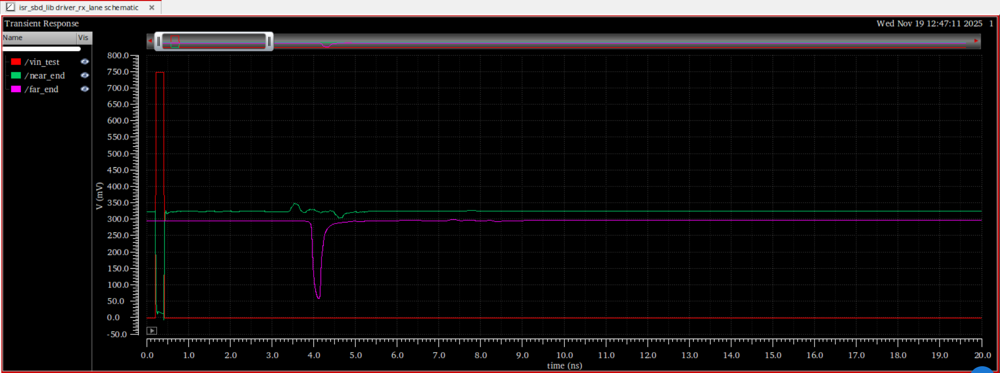 isr_sbd_lib driver_rx_lane schematic
Transient Response
Wed Nov 19 12:47:11 2025 1
Name Vis
/vin_test
/near_end
/far_end
800.0
750.0
700.0
650.0
600.0
550.0
500.0
450.0
400.0
350.0
300.0
250.0
200.0
150.0
100.0
50.0
0.0
-50.0
V (mV)
0.0 1.0 2.0 3.0 4.0 5.0 6.0 7.0 8.0 9.0 10.0 11.0 12.0 13.0 14.0 15.0 16.0 17.0 18.0 19.0 20.0
time (ns)